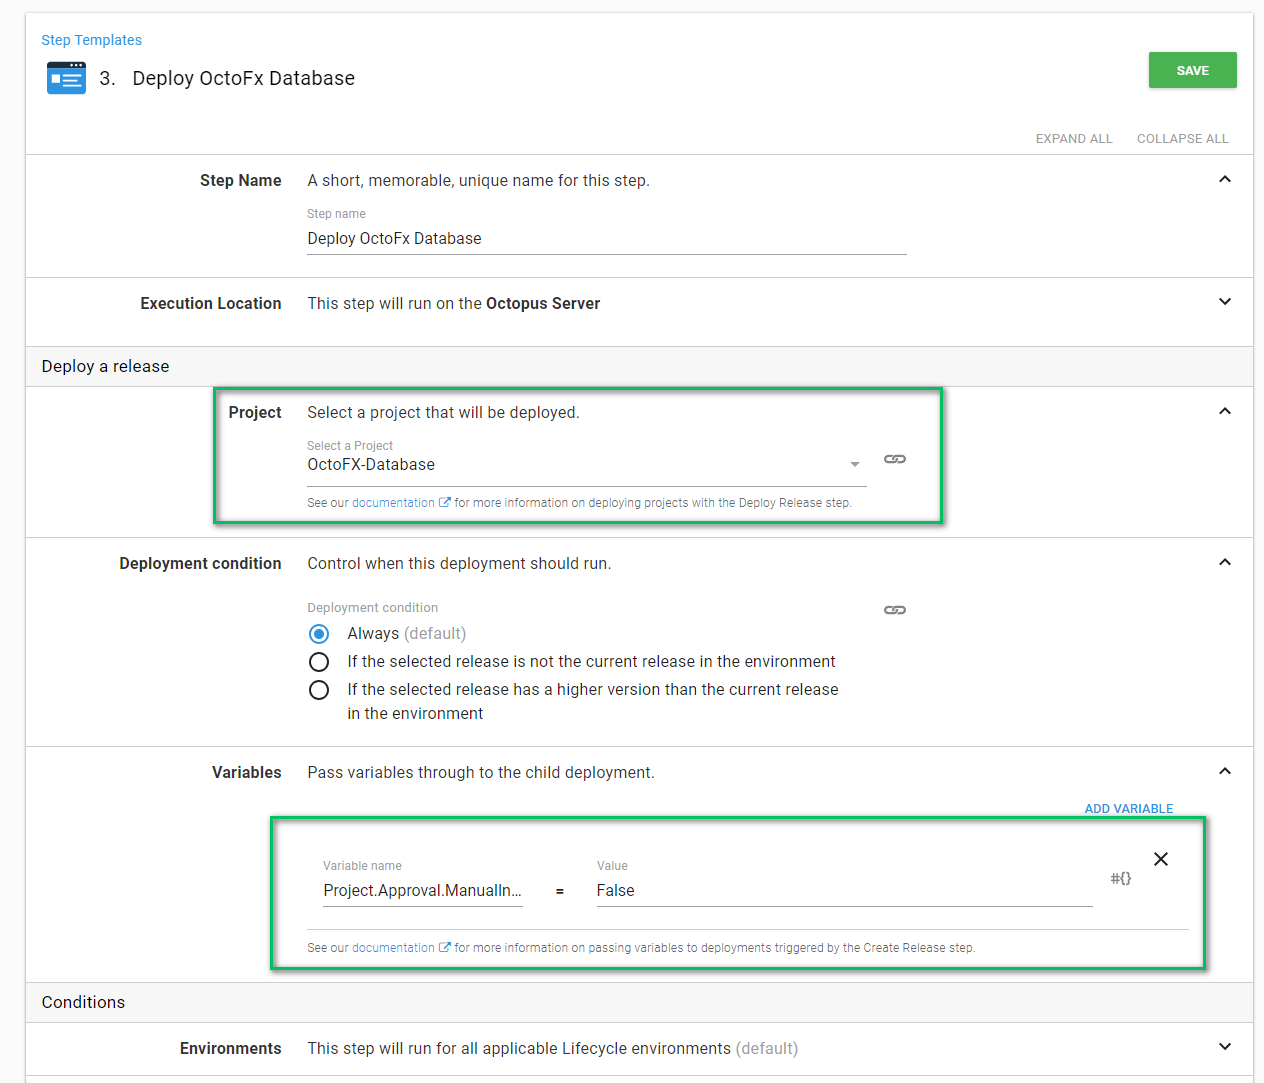 Step Templates
3. Deploy OctoFx Database
SAVE
EXPAND ALL COLLAPSE ALL
Step Name A short, memorable, unique name for this step.
Step name
Deploy OctoFx Database
Execution Location This step will run on the Octopus Server
Deploy a release
Project Select a project that will be deployed.
Select a Project
OctoFX-Database
See our documentation for more information on deploying projects with the Deploy Release step.
Deployment condition Control when this deployment should run.
Deployment condition
Always (default)
If the selected release is not the current release in the environment
If the selected release has a higher version than the current release
in the environment
Variables Pass variables through to the child deployment.
ADD VARIABLE
Variable name Value
Project.Approval.ManualIn... = False #{}
See our documentation for more information on passing variables to deployments triggered by the Create Release step.
Conditions
Environments This step will run for all applicable Lifecycle environments (default)